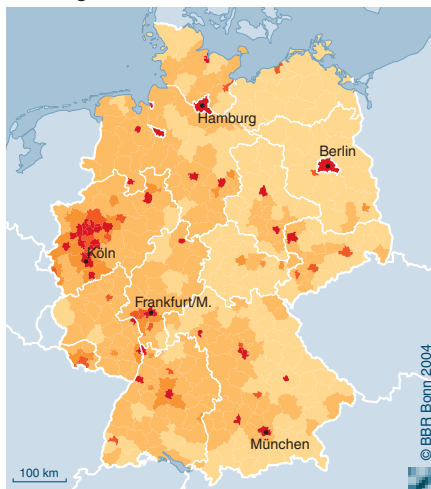 Hamburg
Berlin
Köln
Frankfurt/M.
München
100 km
© BBR Bonn 2004